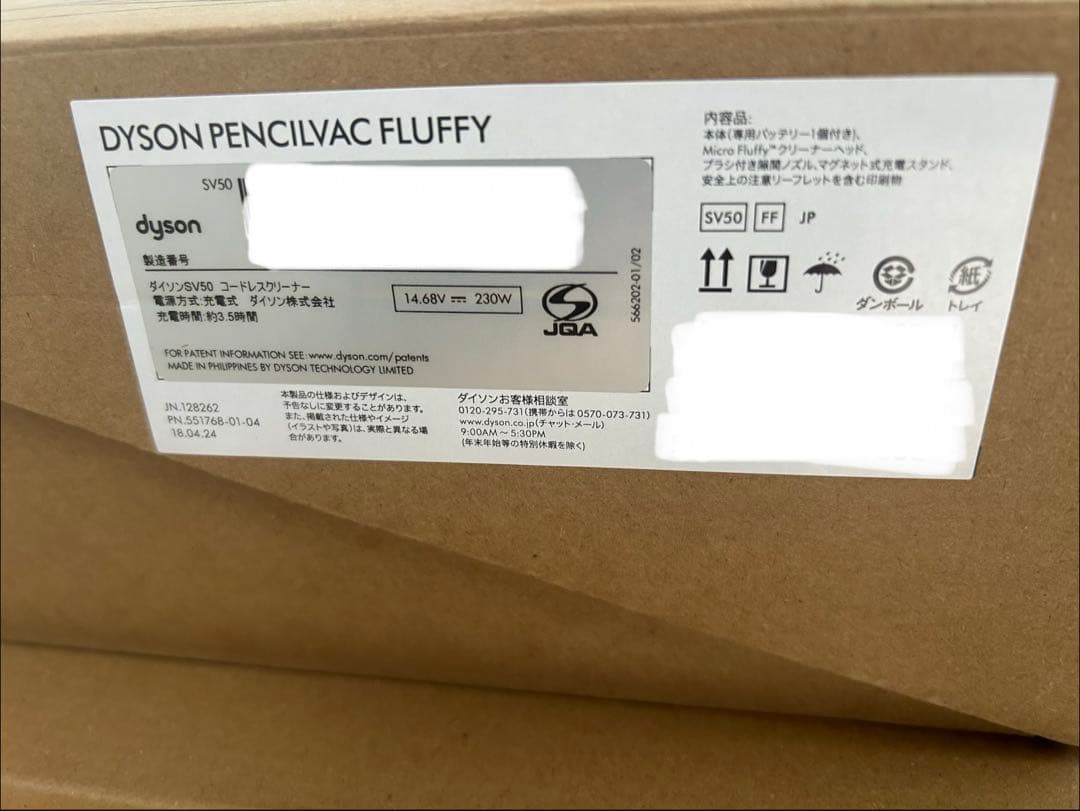 DYSON PENCILVAC FLUFFY
SV50
dyson
製造番号
ダイソンSV50 コードレスクリーナー
電源方式:充電式 ダイソン株式会社
充電時間:約3.5時間
14.68V ⎓ 230W
JQA
566202-01/02
FOR PATENT INFORMATION SEE: www.dyson.com/patents
MADE IN PHILIPPINES BY DYSON TECHNOLOGY LIMITED
JN.128262
PN.551768-01-04
18.04.24
本製品の仕様およびデザインは、
予告なしに変更することがあります。
また、掲載された仕様やイメージ
(イラストや写真)は、実際と異なる場
合があります。
ダイソンお客様相談室
0120-295-731(携帯からは 0570-073-731)
www.dyson.co.jp(チャット・メール)
9:00AM ~ 5:30PM
(年末年始等の特別休暇を除く)
内容品:
本体(専用バッテリー1個付き)、
Micro Fluffy™クリーナーヘッド、
ブラシ付き隙間ノズル、マグネット式充電スタンド、
安全上の注意リーフレットを含む印刷物
SV50 FF JP
紙
ダンボール トレイ